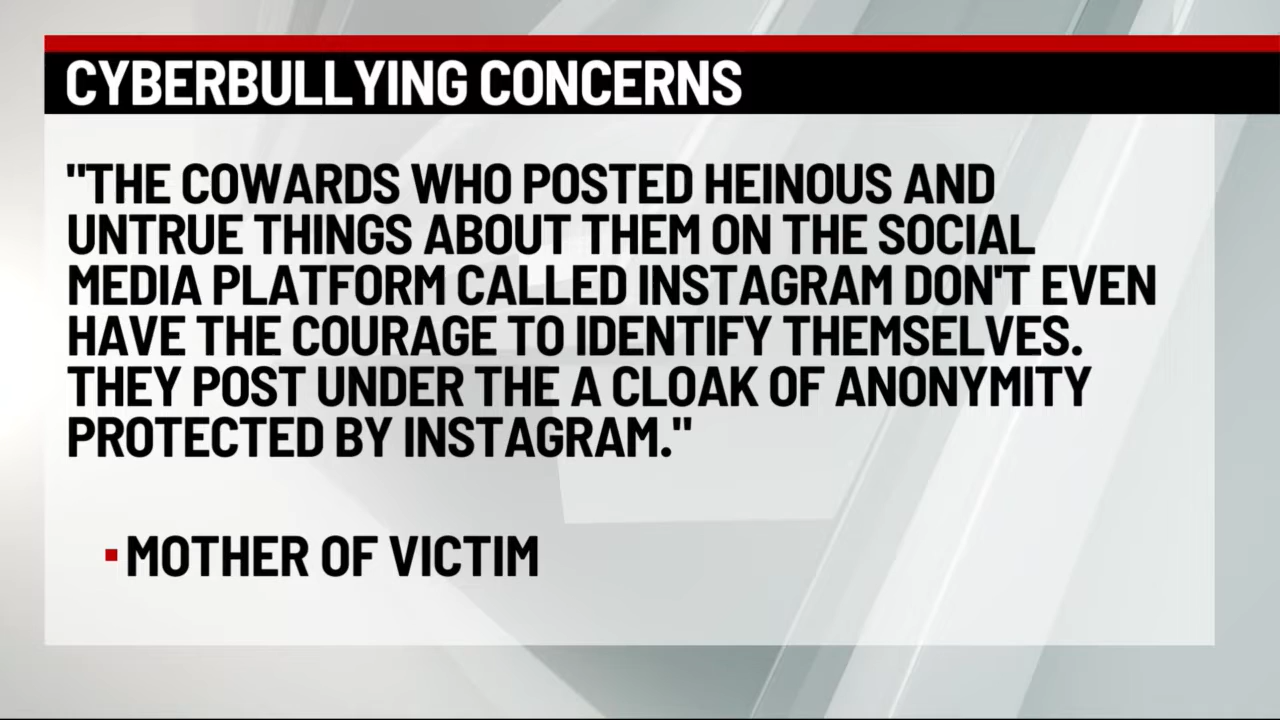 CYBERBULLYING CONCERNS
"THE COWARDS WHO POSTED HEINOUS AND
UNTRUE THINGS ABOUT THEM ON THE SOCIAL
MEDIA PLATFORM CALLED INSTAGRAM DON'T EVEN
HAVE THE COURAGE TO IDENTIFY THEMSELVES.
THEY POST UNDER THE A CLOAK OF ANONYMITY
PROTECTED BY INSTAGRAM."
▪ MOTHER OF VICTIM